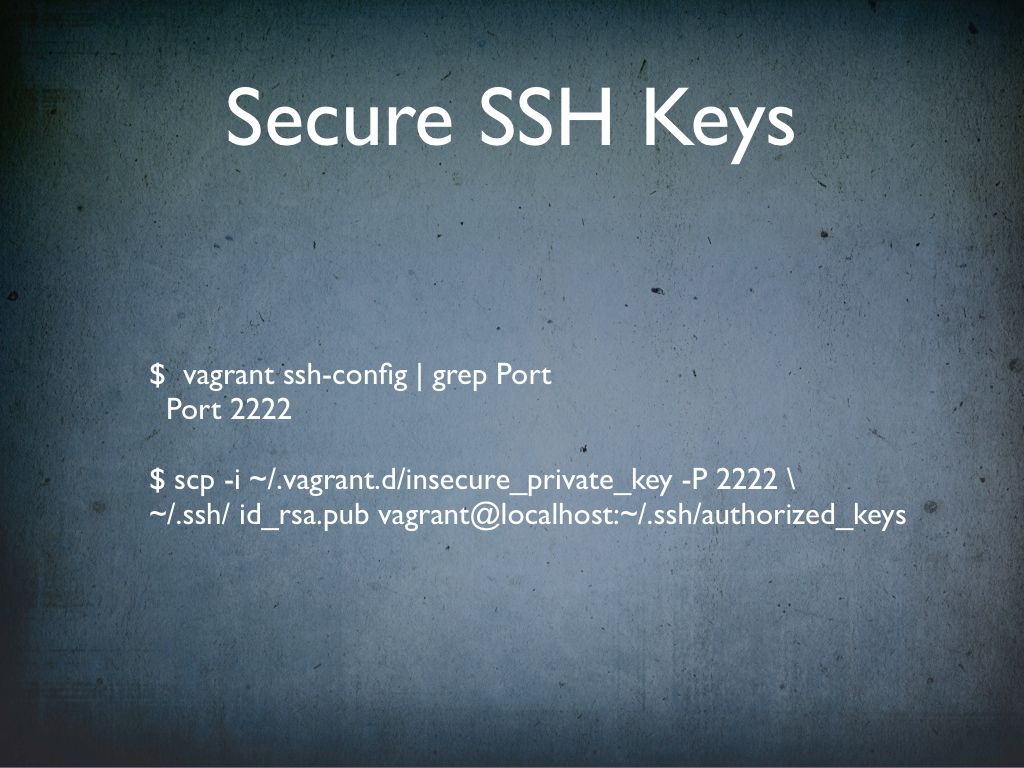 Secure SSH Keys
$  vagrant ssh-config | grep Port
Port 2222
$ scp -i ~/.vagrant.d/insecure_private_key -P 2222 \
~/.ssh/ id_rsa.pub vagrant@localhost:~/.ssh/authorized_keys